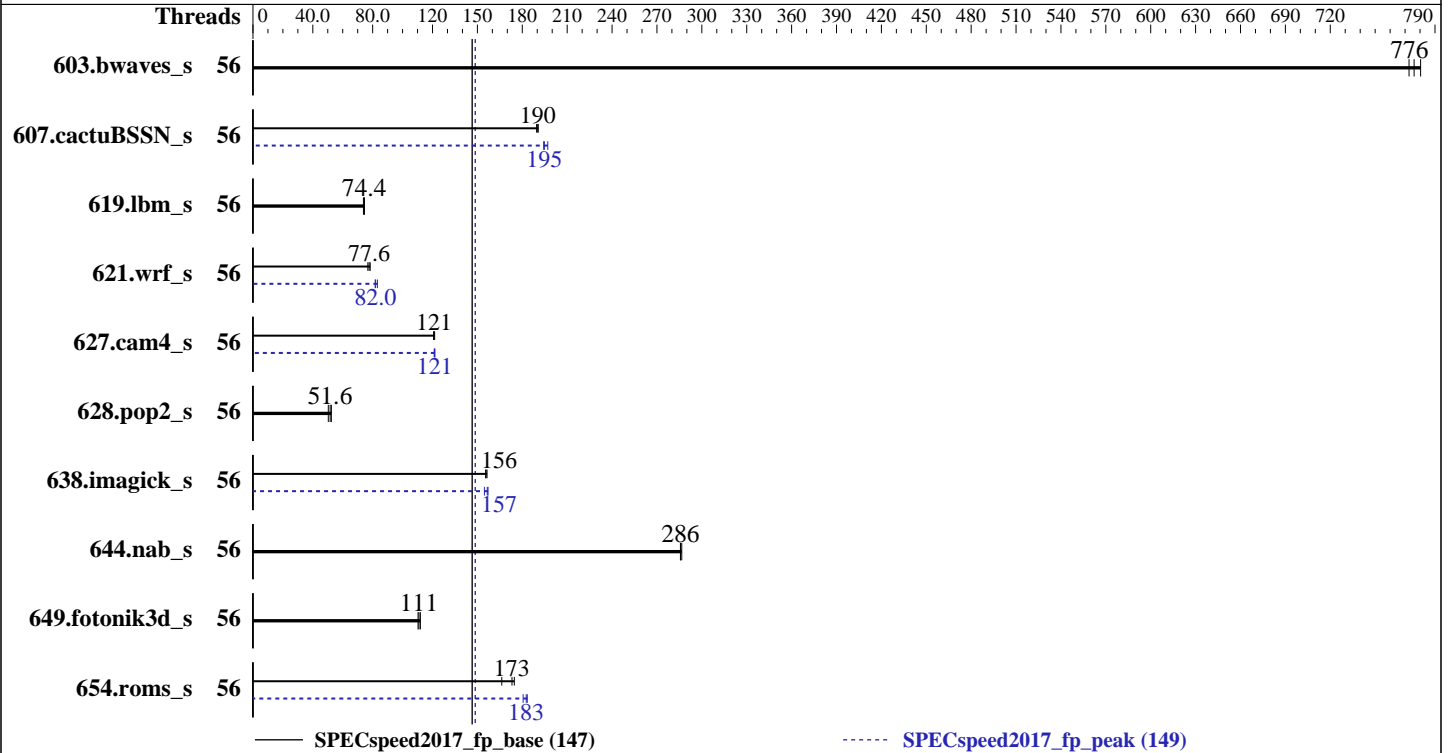 Threads 0 40.0 80.0 120 150 180 210 240 270 300 330 360 390 420 450 480 510 540 570 600 630 660 690 720 790
776
603.bwaves_s 56
190
607.cactuBSSN_s 56
195
74.4
619.lbm_s 56
77.6
621.wrf_s 56
82.0
121
627.cam4_s 56
121
51.6
628.pop2_s 56
156
638.imagick_s 56
157
286
644.nab_s 56
111
649.fotonik3d_s 56
173
654.roms_s 56
183
SPECspeed2017_fp_base (147) SPECspeed2017_fp_peak (149)